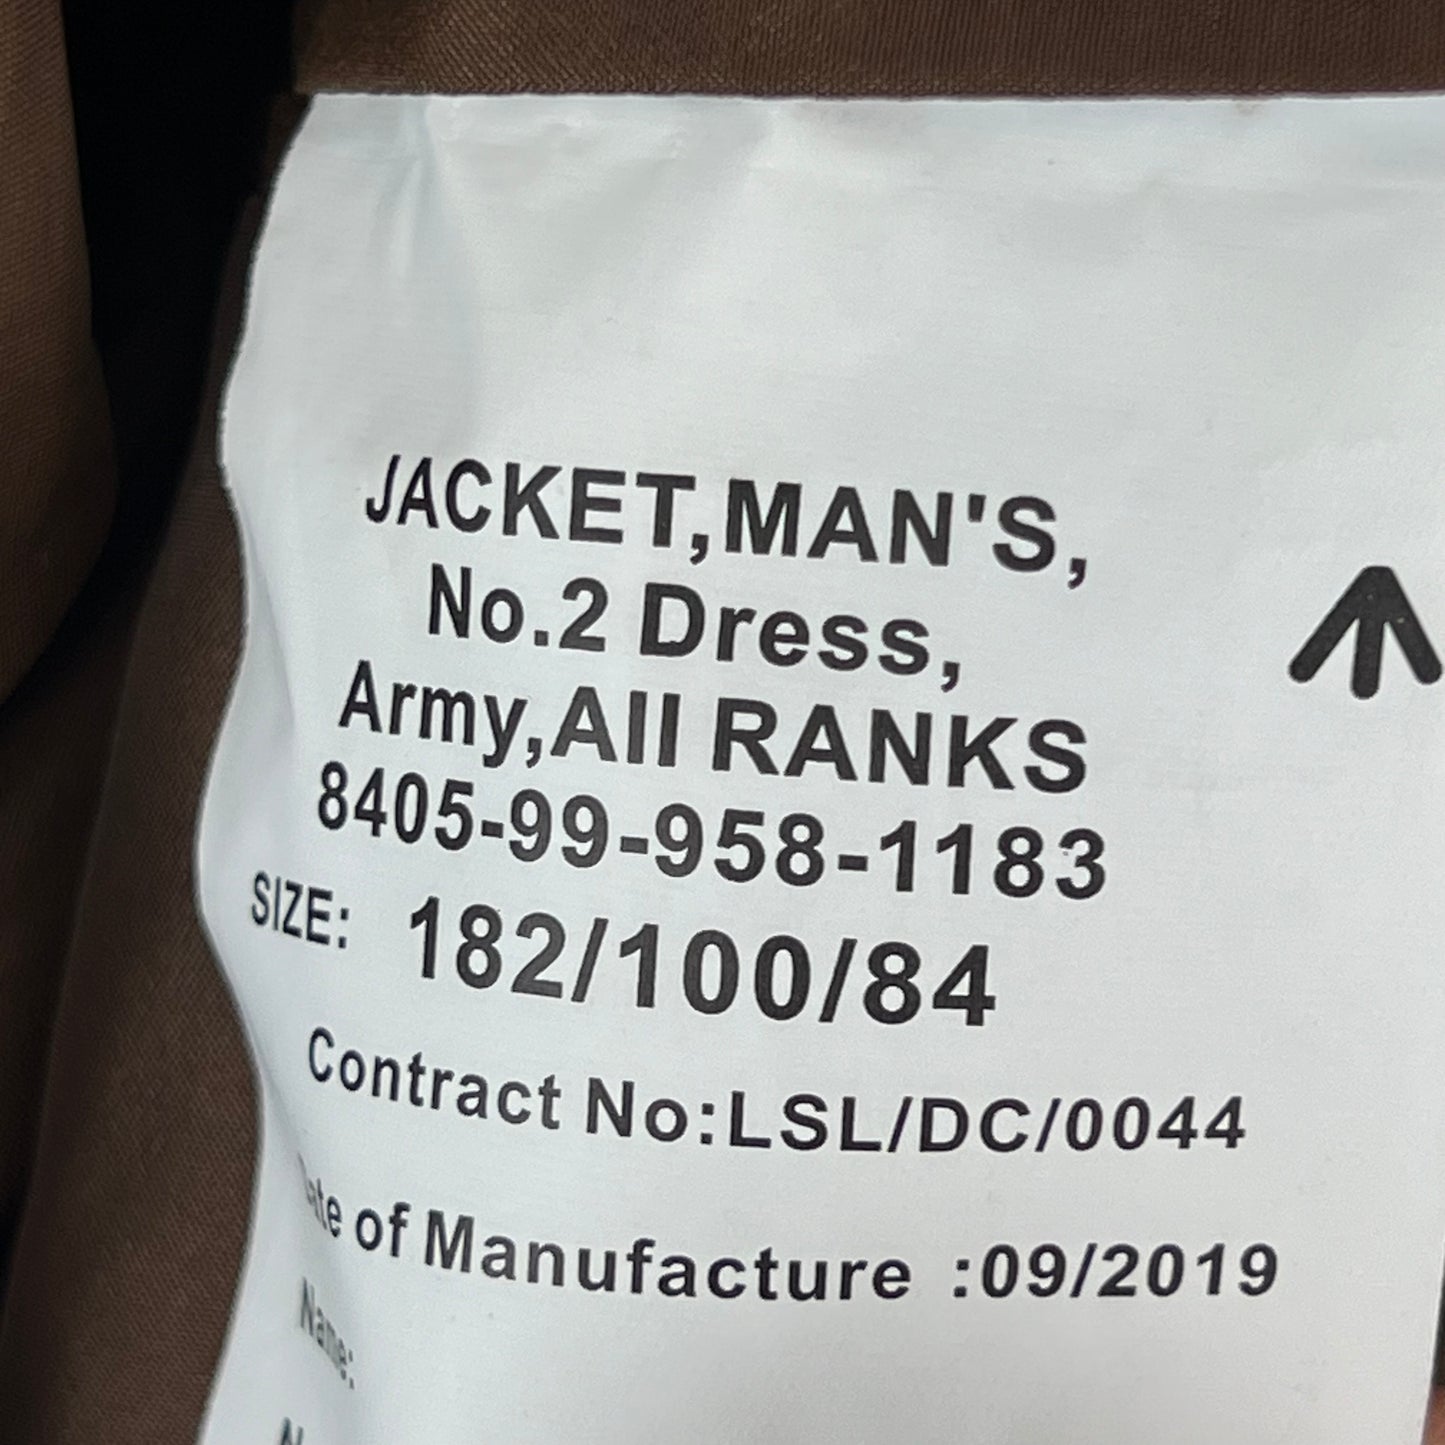 JACKET,MAN'S,
No.2 Dress,
Army,All RANKS
8405-99-958-1183
SIZE: 182/100/84
Contract No:LSL/DC/0044
Date of Manufacture :09/2019
Name: